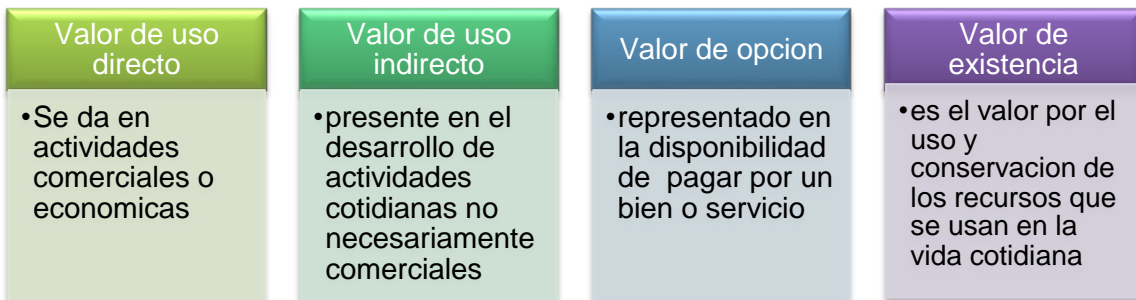 Valor de uso
directo
•Se da en
actividades
comerciales o
economicas
Valor de uso
indirecto
•presente en el
desarrollo de
actividades
cotidianas no
necesariamente
comerciales
Valor de opcion
•representado en
la disponibilidad
de pagar por un
bien o servicio
Valor de
existencia
•es el valor por el
uso y
conservacion de
los recursos que
se usan en la
vida cotidiana